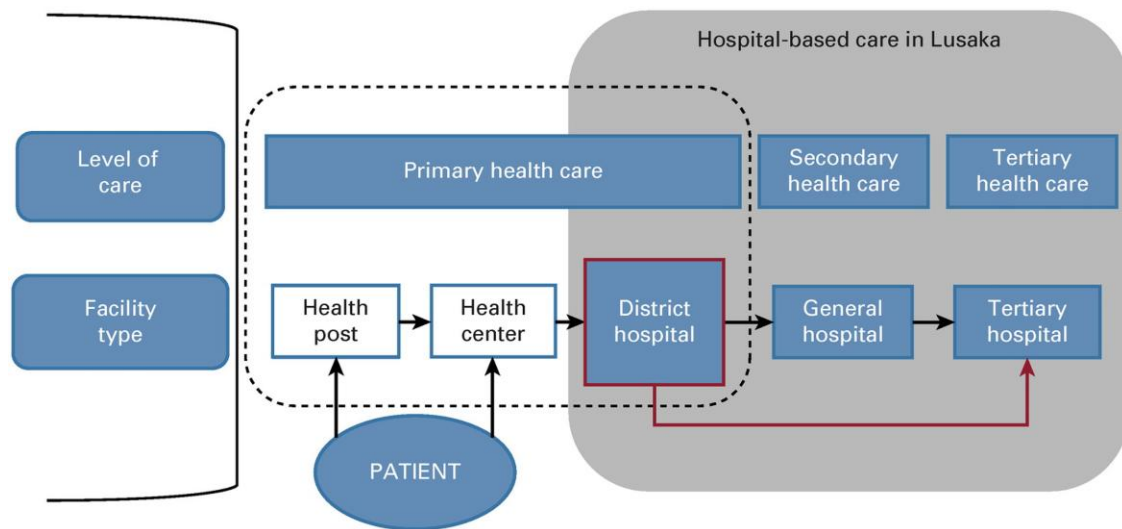 Hospital-based care in Lusaka
Level of
care
Primary health care
Secondary
health care
Tertiary
health care
Facility
type
Health
post
Health
center
District
hospital
General
hospital
Tertiary
hospital
PATIENT